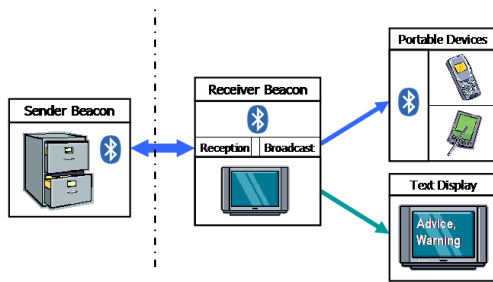 Sender Beacon
Receiver Beacon
Reception
Broadcast
Portable Devices
Text Display
Advice,
Warning